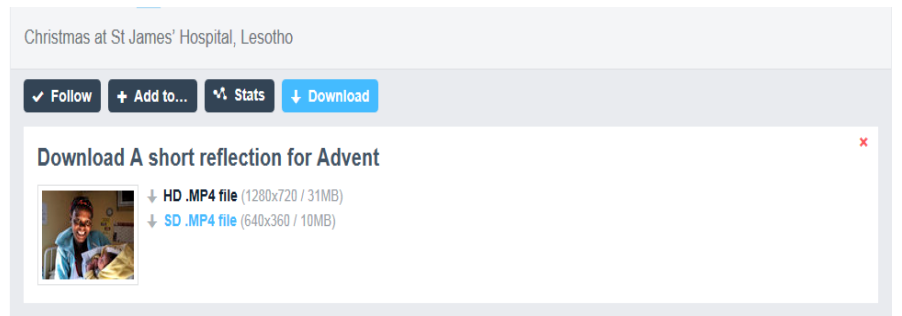 Christmas at St James' Hospital, Lesotho
Follow Add to... Stats Download
Download A short reflection for Advent
HD .MP4 file (1280x720 / 31MB)
SD .MP4 file (640x360 / 10MB)